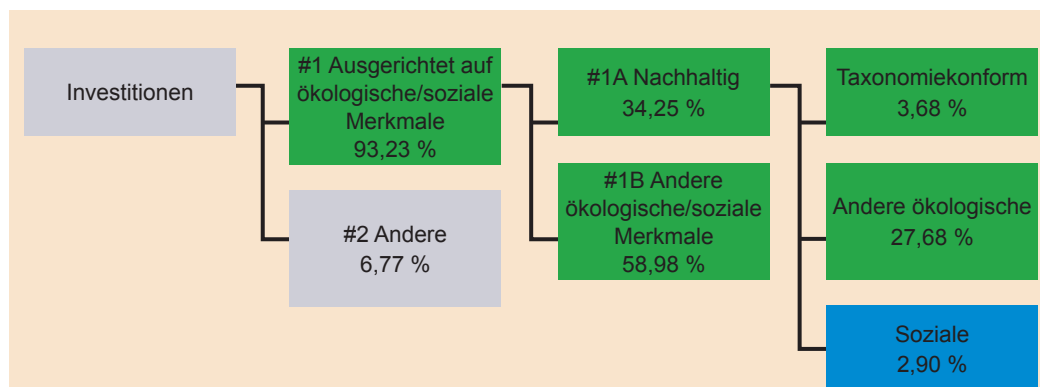 Investitionen
#1 Ausgerichtet auf
ökologische/soziale
Merkmale
93,23 %
#2 Andere
6,77 %
#1A Nachhaltig
34,25 %
#1B Andere
ökologische/soziale
Merkmale
58,98 %
Taxonomiekonform
3,68 %
Andere ökologische
27,68 %
Soziale
2,90 %